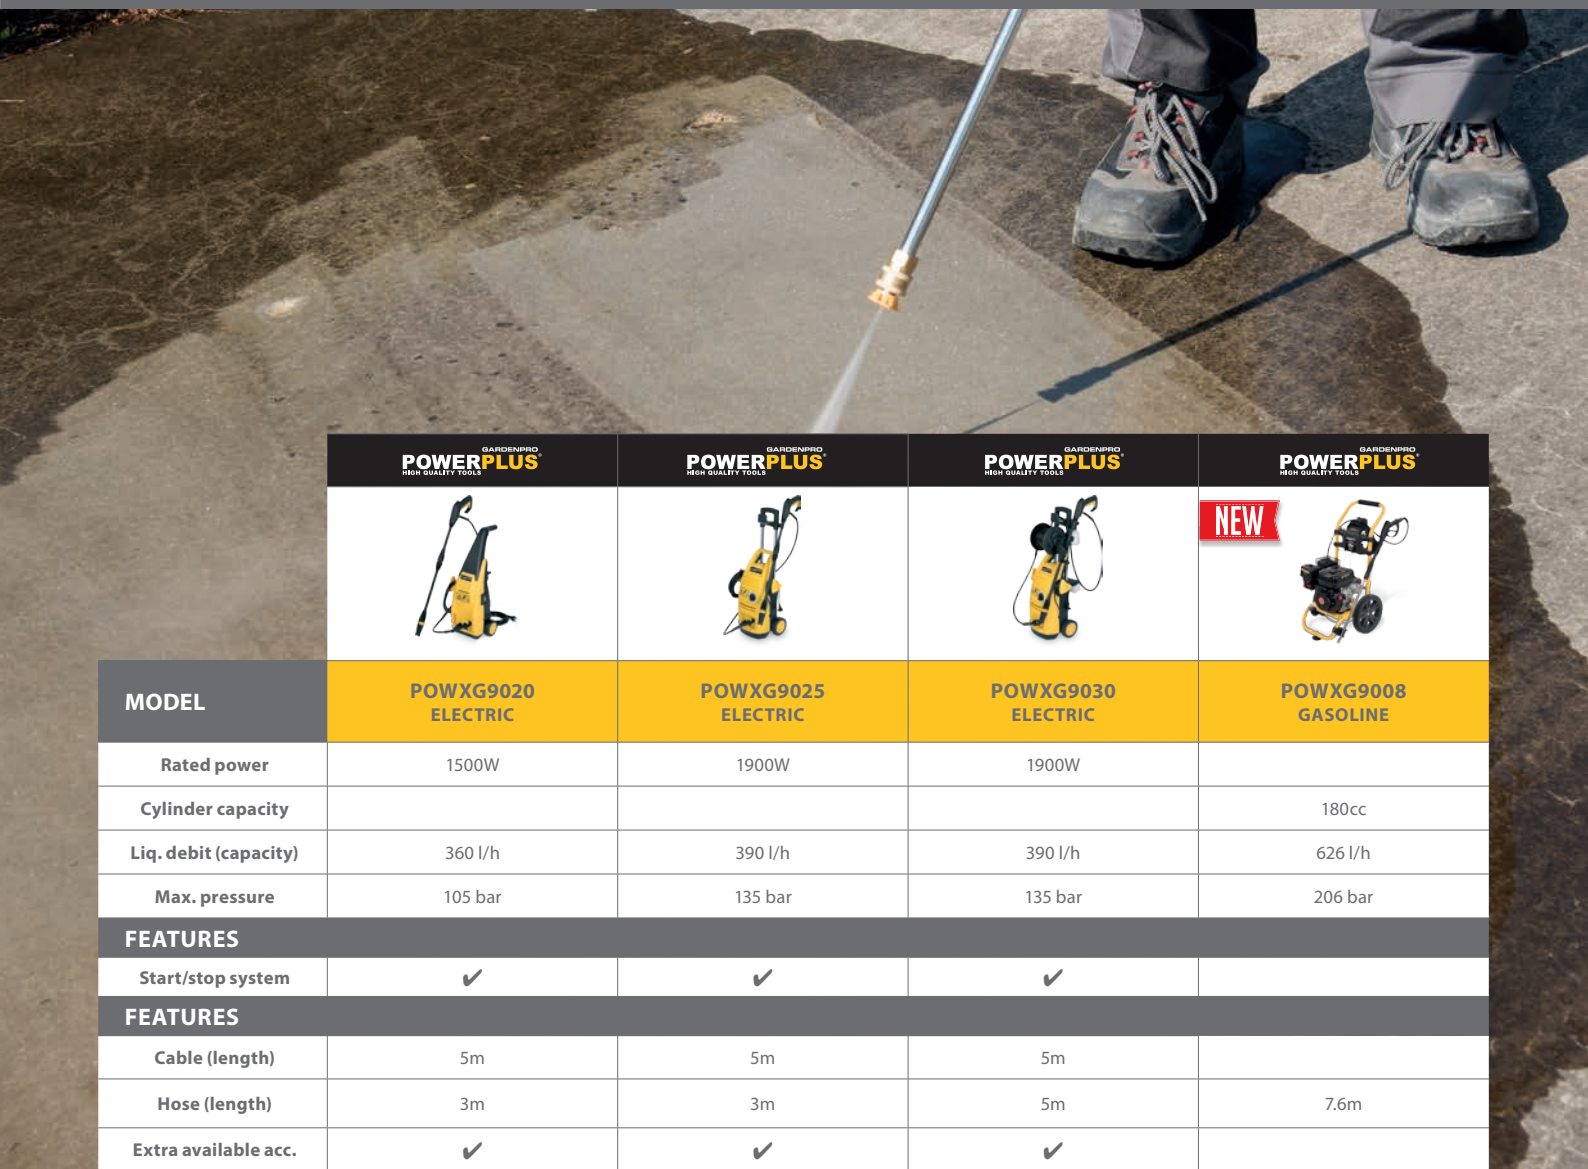 GARDENPRO GARDENPRO GARDENPRO GARDENPRO
POWERPLUS® POWERPLUS® POWERPLUS® POWERPLUS®
HIGH QUALITY TOOLS HIGH QUALITY TOOLS HIGH QUALITY TOOLS HIGH QUALITY TOOLS
NEW
MODEL POWXG9020 POWXG9025 POWXG9030 POWXG9008
ELECTRIC ELECTRIC ELECTRIC GASOLINE
Rated power 1500W 1900W 1900W
Cylinder capacity 180cc
Liq. debit (capacity) 360 l/h 390 l/h 390 l/h 626 l/h
Max. pressure 105 bar 135 bar 135 bar 206 bar
FEATURES
Start/stop system ✔ ✔ ✔
FEATURES
Cable (length) 5m 5m 5m
Hose (length) 3m 3m 5m 7.6m
Extra available acc. ✔ ✔ ✔